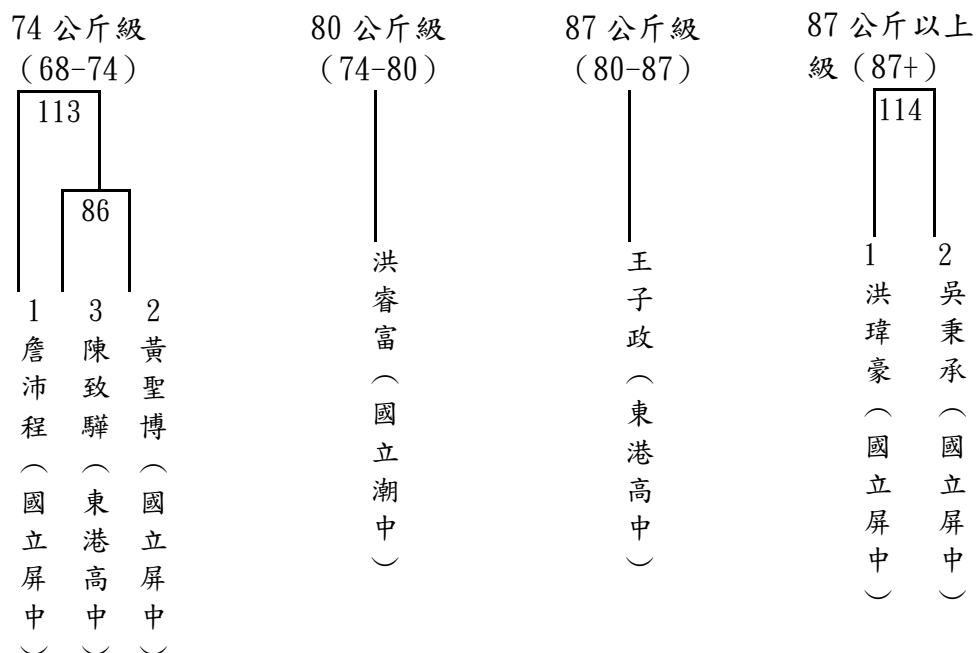 74 公斤級
（68-74）
113
86
1
詹沛程（國立屏中）
3
陳致驊（東港高中）
2
黃聖博（國立屏中）
80 公斤級
（74-80）
洪睿富（國立潮中）
87 公斤級
（80-87）
王子政（東港高中）
87 公斤以上
級（87+）
114
1
洪瑋豪（國立屏中）
2
吳秉承（國立屏中）